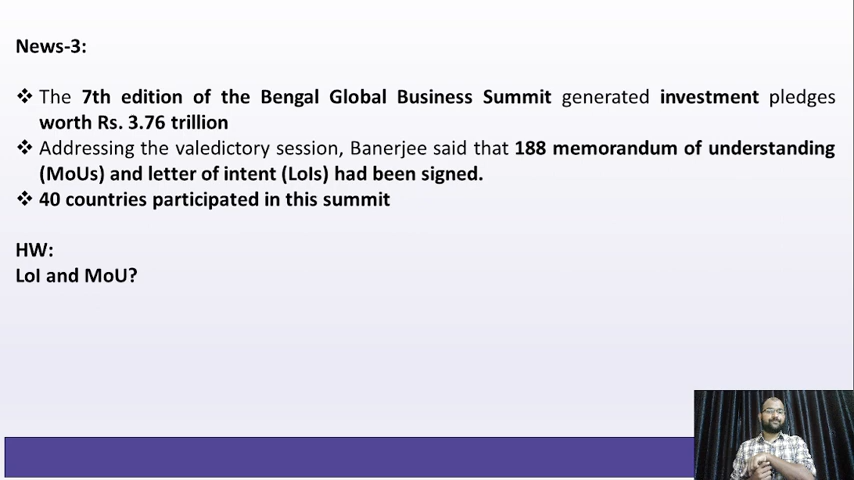 News-3:
❖ The 7th edition of the Bengal Global Business Summit generated investment pledges
worth Rs. 3.76 trillion
❖ Addressing the valedictory session, Banerjee said that 188 memorandum of understanding
(MoUs) and letter of intent (LoIs) had been signed.
❖ 40 countries participated in this summit
HW:
LoI and MoU?